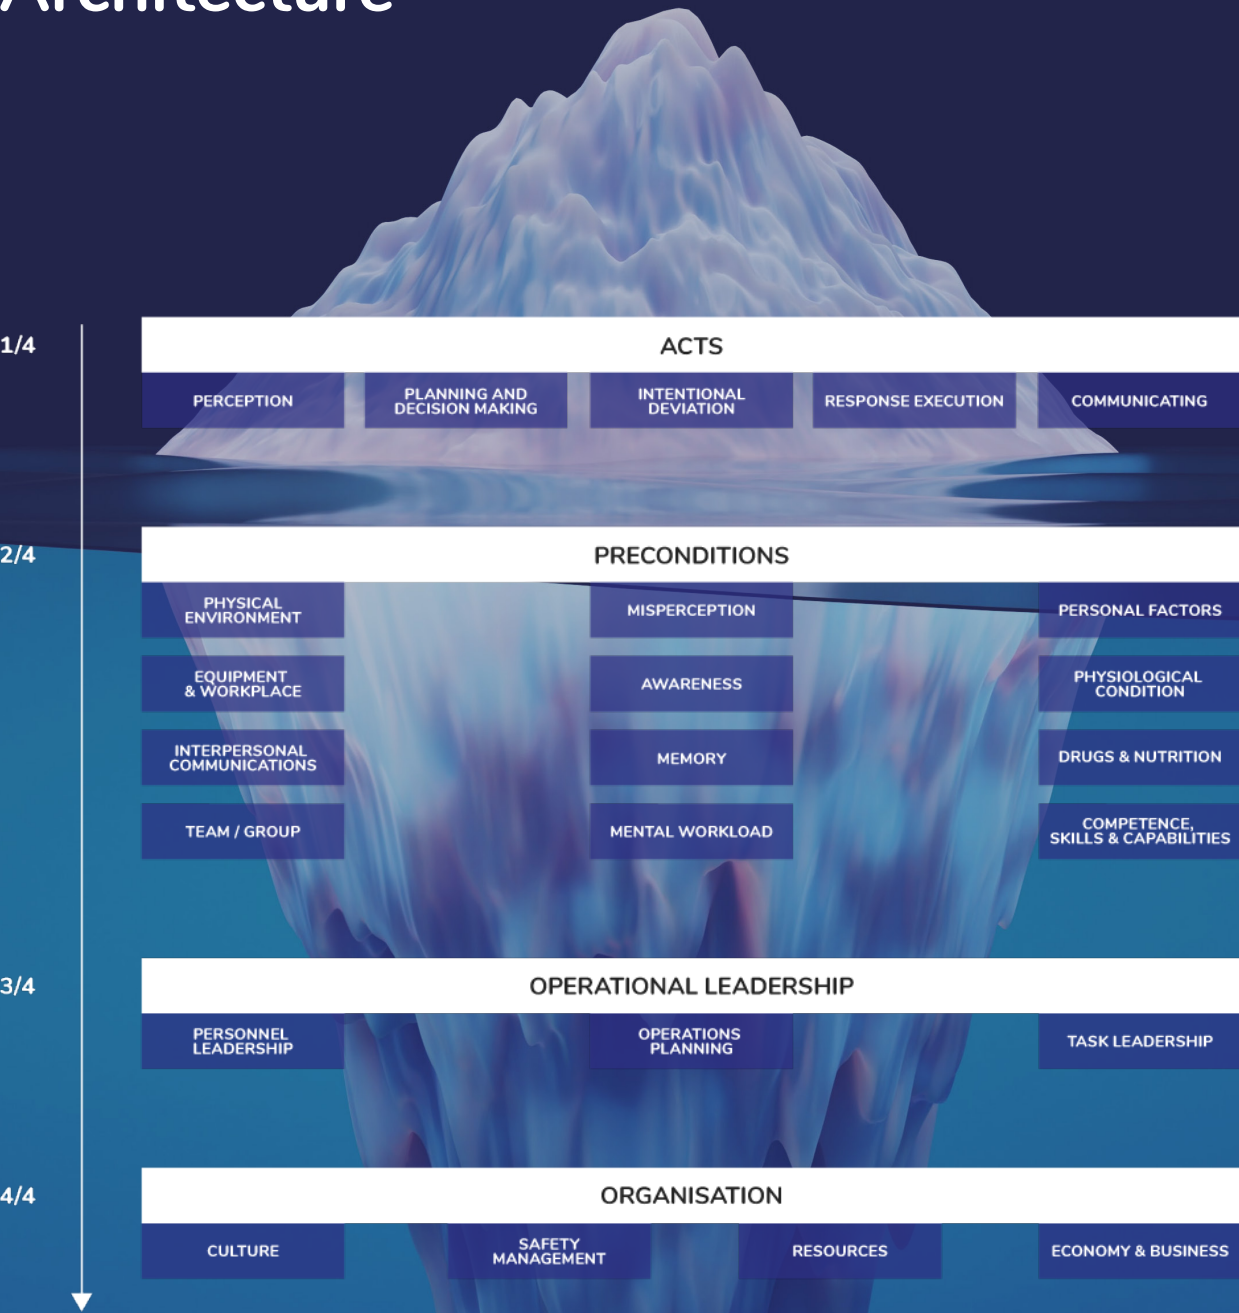 Architecture
1/4
ACTS
PERCEPTION
PLANNING AND
DECISION MAKING
INTENTIONAL
DEVIATION
RESPONSE EXECUTION
COMMUNICATING
2/4
PRECONDITIONS
PHYSICAL
ENVIRONMENT
MISPERCEPTION
PERSONAL FACTORS
EQUIPMENT
& WORKPLACE
AWARENESS
PHYSIOLOGICAL
CONDITION
INTERPERSONAL
COMMUNICATIONS
MEMORY
DRUGS & NUTRITION
TEAM / GROUP
MENTAL WORKLOAD
COMPETENCE,
SKILLS & CAPABILITIES
3/4
OPERATIONAL LEADERSHIP
PERSONNEL
LEADERSHIP
OPERATIONS
PLANNING
TASK LEADERSHIP
4/4
ORGANISATION
CULTURE
SAFETY
MANAGEMENT
RESOURCES
ECONOMY & BUSINESS